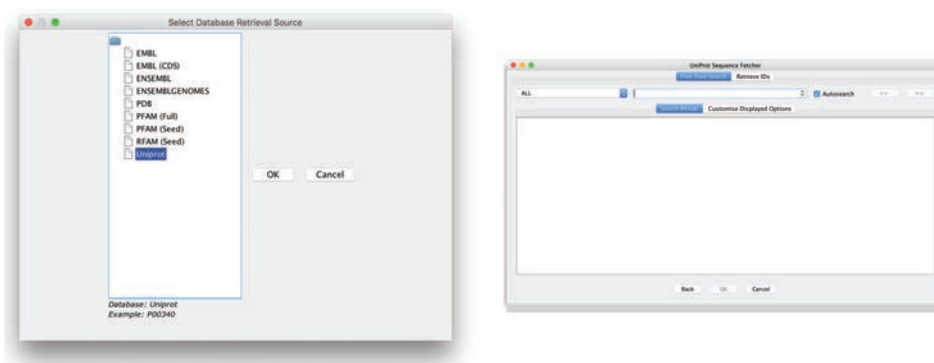 Select Database Retrieval Source
EMBL
EMBL (CDS)
ENSEMBL
ENSEMBLGENOMES
PDB
PFAM (Full)
PFAM (Seed)
RFAM (Seed)
Uniprot
OK Cancel
Database: Uniprot
Example: P00340
UniProt Sequence Fetcher
Free Text Search Retrieve IDs
ALL Autosearch << >>
Search Result Customise Displayed Options
Back OK Cancel